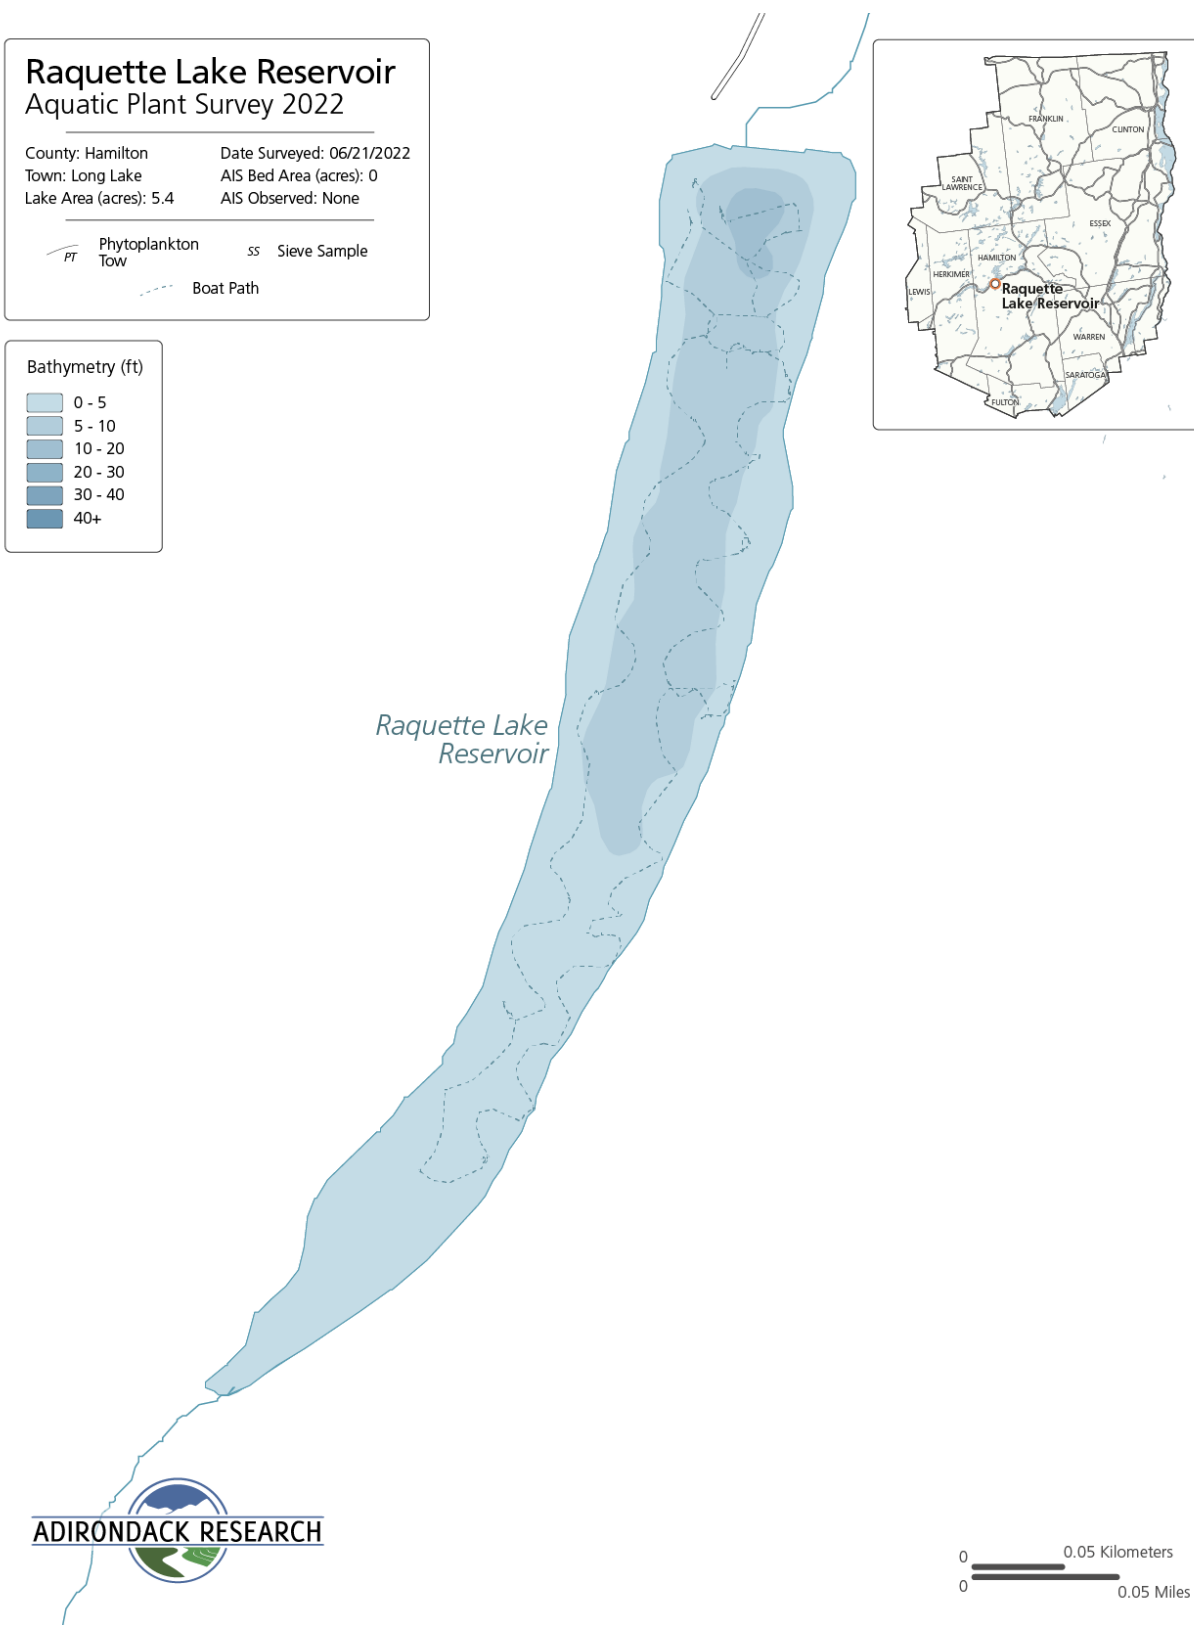 Raquette Lake Reservoir
Aquatic Plant Survey 2022
County: Hamilton
Town: Long Lake
Lake Area (acres): 5.4
Date Surveyed: 06/21/2022
AIS Bed Area (acres): 0
AIS Observed: None
PT
Phytoplankton
Tow
SS
Sieve Sample
Boat Path
Bathymetry (ft)
0 - 5
5 - 10
10 - 20
20 - 30
30 - 40
40+
FRANKLIN
CLINTON
SAINT
LAWRENCE
ESSEX
HAMILTON
HERKIMER
LEWIS
Raquette
Lake Reservoir
WARREN
SARATOGA
FULTON
Raquette Lake
Reservoir
ADIRONDACK RESEARCH
0
0.05 Kilometers
0
0.05 Miles